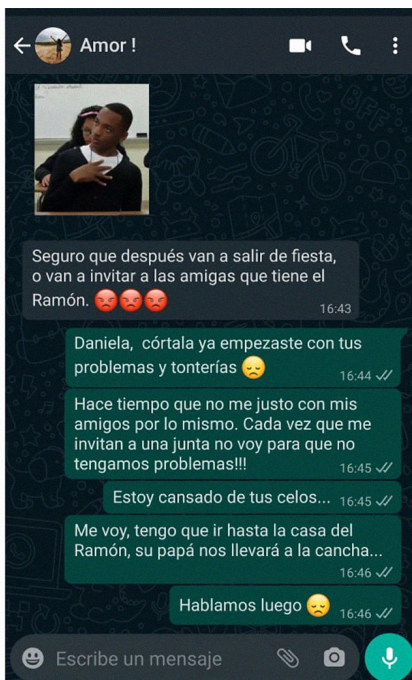 Amor !
Seguro que después van a salir de fiesta,
o van a invitar a las amigas que tiene el
Ramón. 😡😡😡
16:43
Daniela, córtala ya empezaste con tus
problemas y tonterías 😞
16:44
Hace tiempo que no me justo con mis
amigos por lo mismo. Cada vez que me
invitan a una junta no voy para que no
tengamos problemas!!!
16:45
Estoy cansado de tus celos... 16:45
Me voy, tengo que ir hasta la casa del
Ramón, su papá nos llevará a la cancha...
16:46
Hablamos luego 😞 16:46
Escribe un mensaje